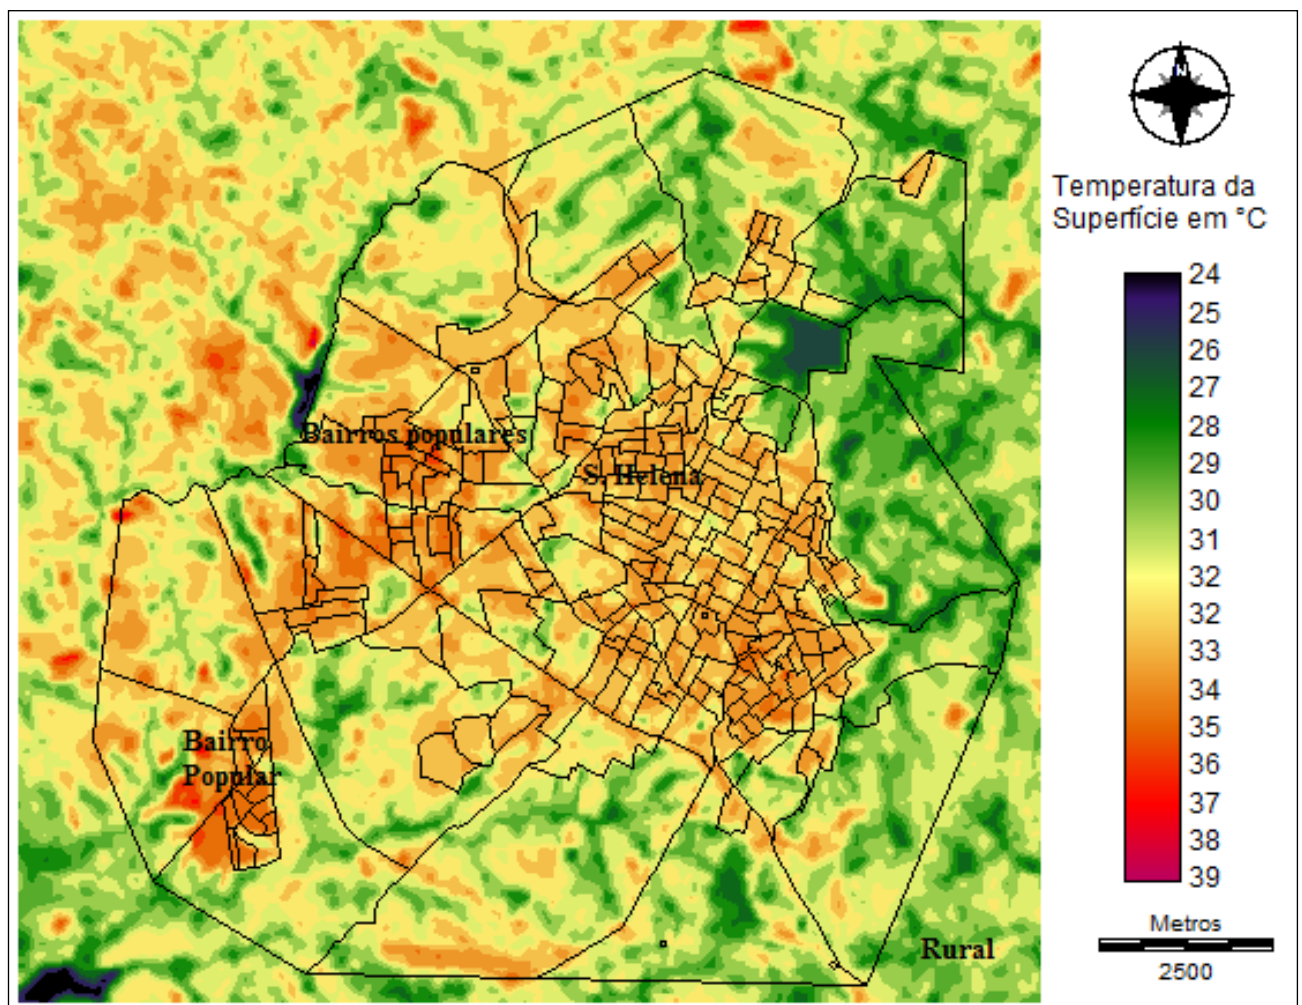 N
Temperatura da
Superfície em °C
24
25
26
27
28
29
30
31
32
32
33
34
35
36
37
38
39
Metros
2500
Bairros populares
S. Helena
Bairro
Popular
Rural